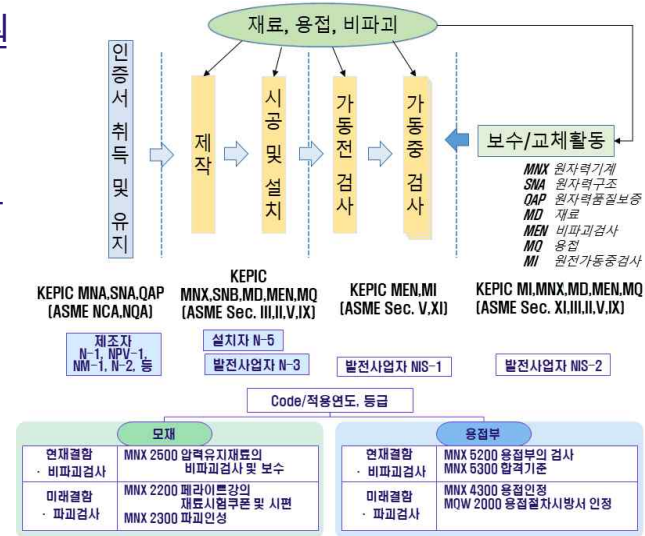 재료, 용접, 비파괴
인증서 취득 및 유지
제작
시공 및 설치
가동전 검사
가동중 검사
보수/교체활동
MNX 원자력기계
SNA 원자력구조
QAP 원자력품질보증
MD 재료
MEN 비파괴검사
MQ 용접
MI 원전가동중검사
KEPIC MNA,SNA,QAP
(ASME NCA,NQA)
KEPIC
MNX,SNB,MD,MEN,MQ
(ASME Sec. III,II,V,IX)
KEPIC MEN,MI
(ASME Sec. V,XI)
KEPIC MI,MNX,MD,MEN,MQ
(ASME Sec. XI,III,II,V,IX)
제조자
N-1, NPV-1,
NM-1, N-2, 등
설치자 N-5
발전사업자 N-3
발전사업자 NIS-1
발전사업자 NIS-2
Code/적용연도, 등급
모재
현재결함
· 비파괴검사
MNX 2500 압력유지재료의
비파괴검사 및 보수
미래결함
· 파괴검사
MNX 2200 페라이트강의
재료시험쿠폰 및 시편
MNX 2300 파괴인성
용접부
현재결함
· 비파괴검사
MNX 5200 용접부의 검사
MNX 5300 합격기준
미래결함
· 파괴검사
MNX 4300 용접인정
MQW 2000 용접절차시방서 인정